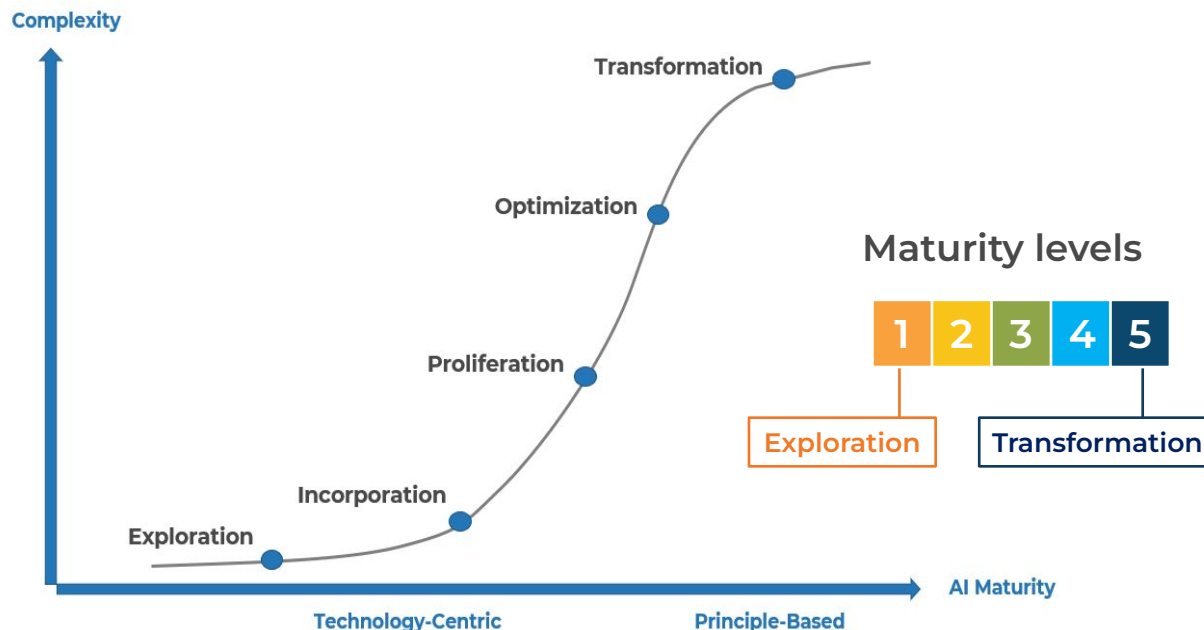 Complexity
Transformation
Optimization
Maturity levels
1 2 3 4 5
Proliferation
Exploration
Transformation
Incorporation
Exploration
AI Maturity
Technology-Centric
Principle-Based